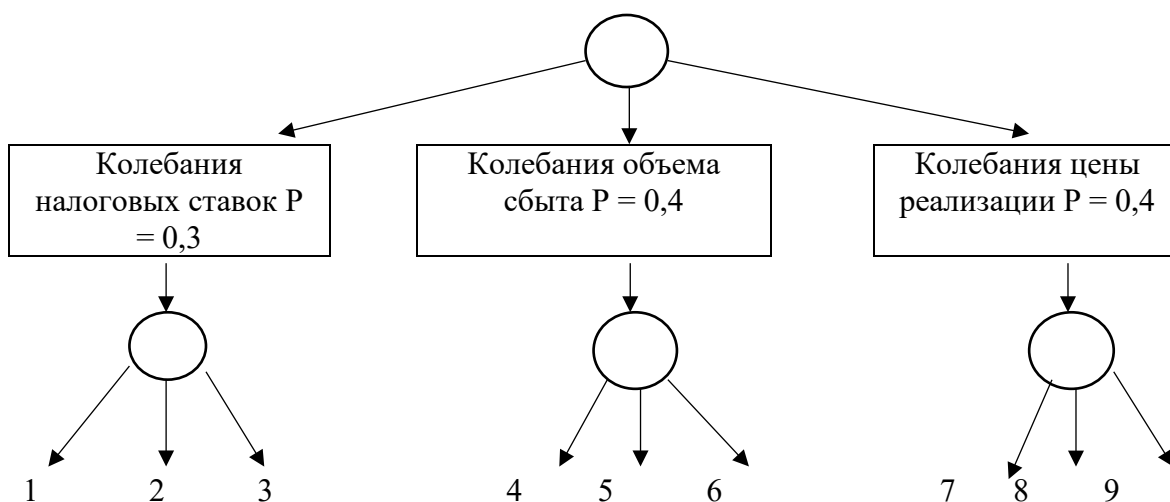 Колебания
налоговых ставок P
= 0,3
Колебания объема
сбыта P = 0,4
Колебания цены
реализации P = 0,4
1 2 3 4 5 6 7 8 9